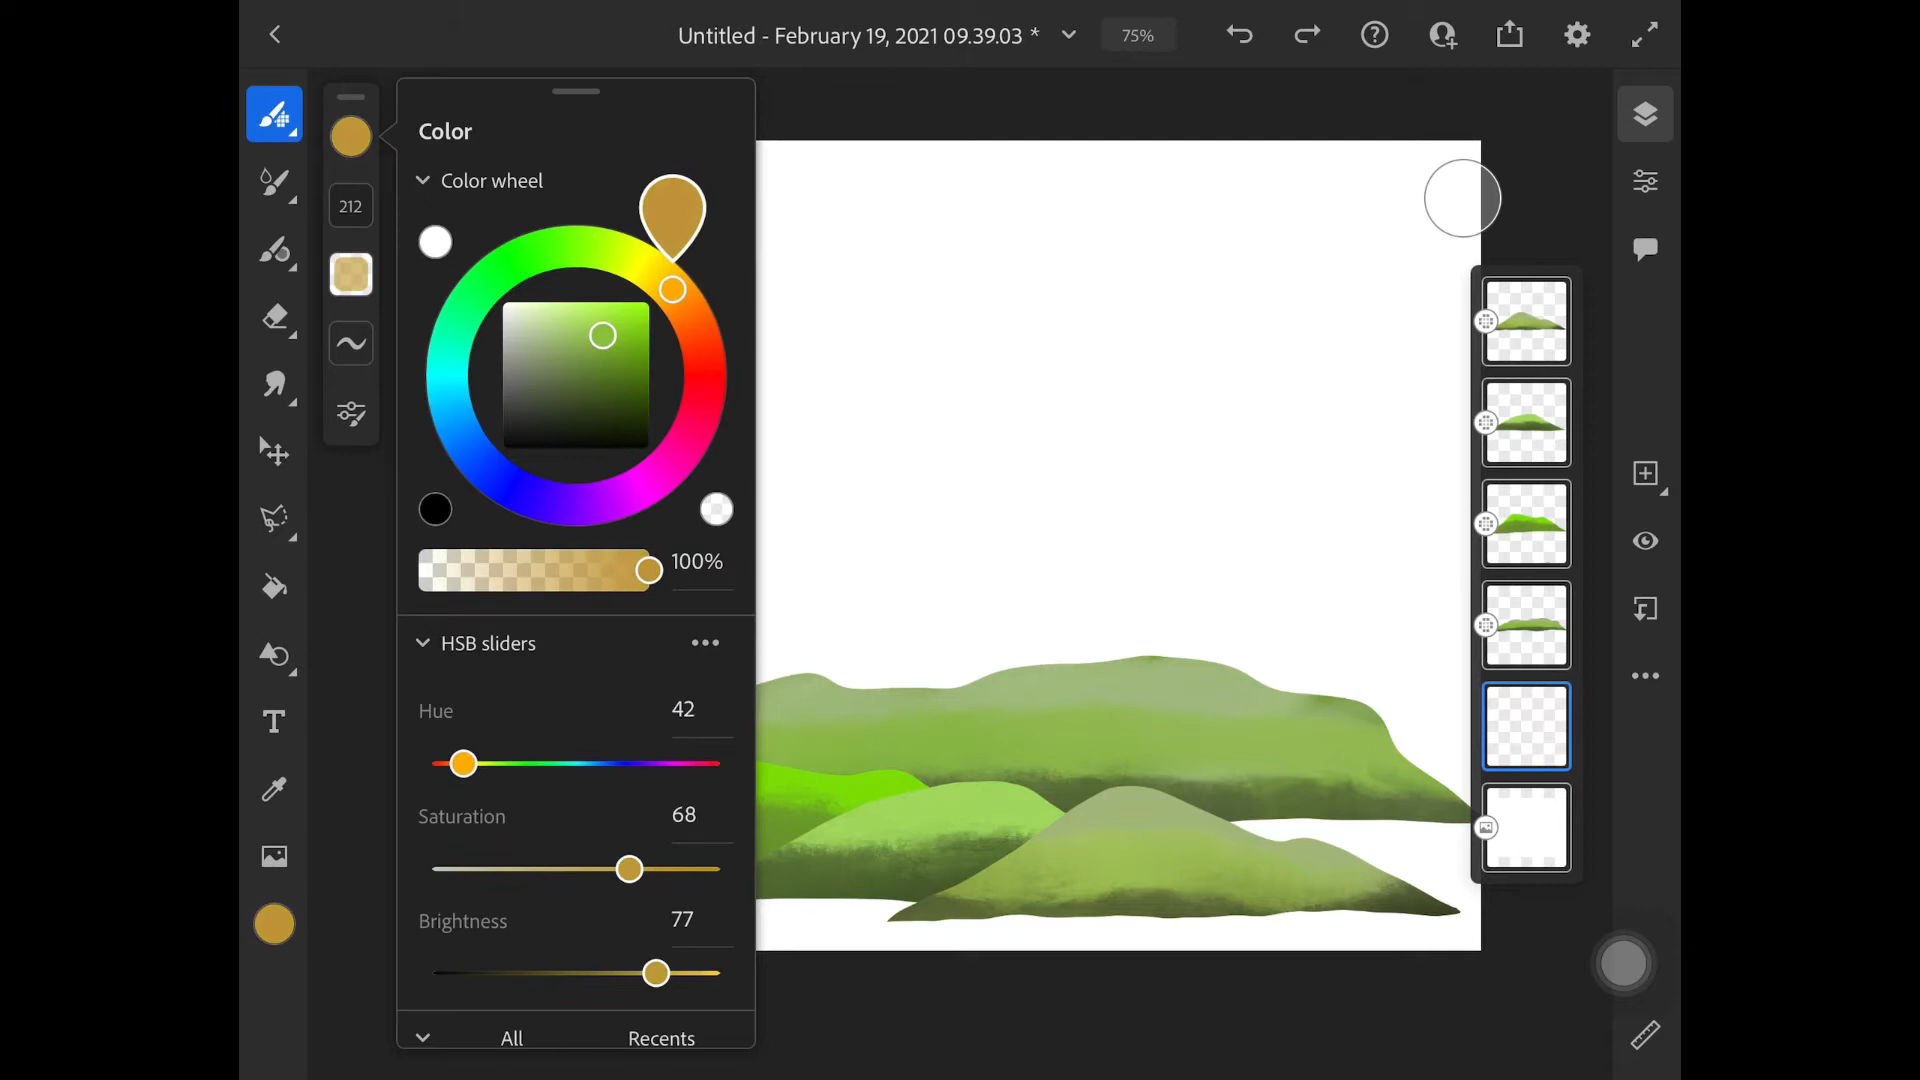 Untitled - February 19, 2021 09.39.03 *
75%
212
Color
Color wheel
100%
HSB sliders
Hue
42
Saturation
68
Brightness
77
All
Recents
T